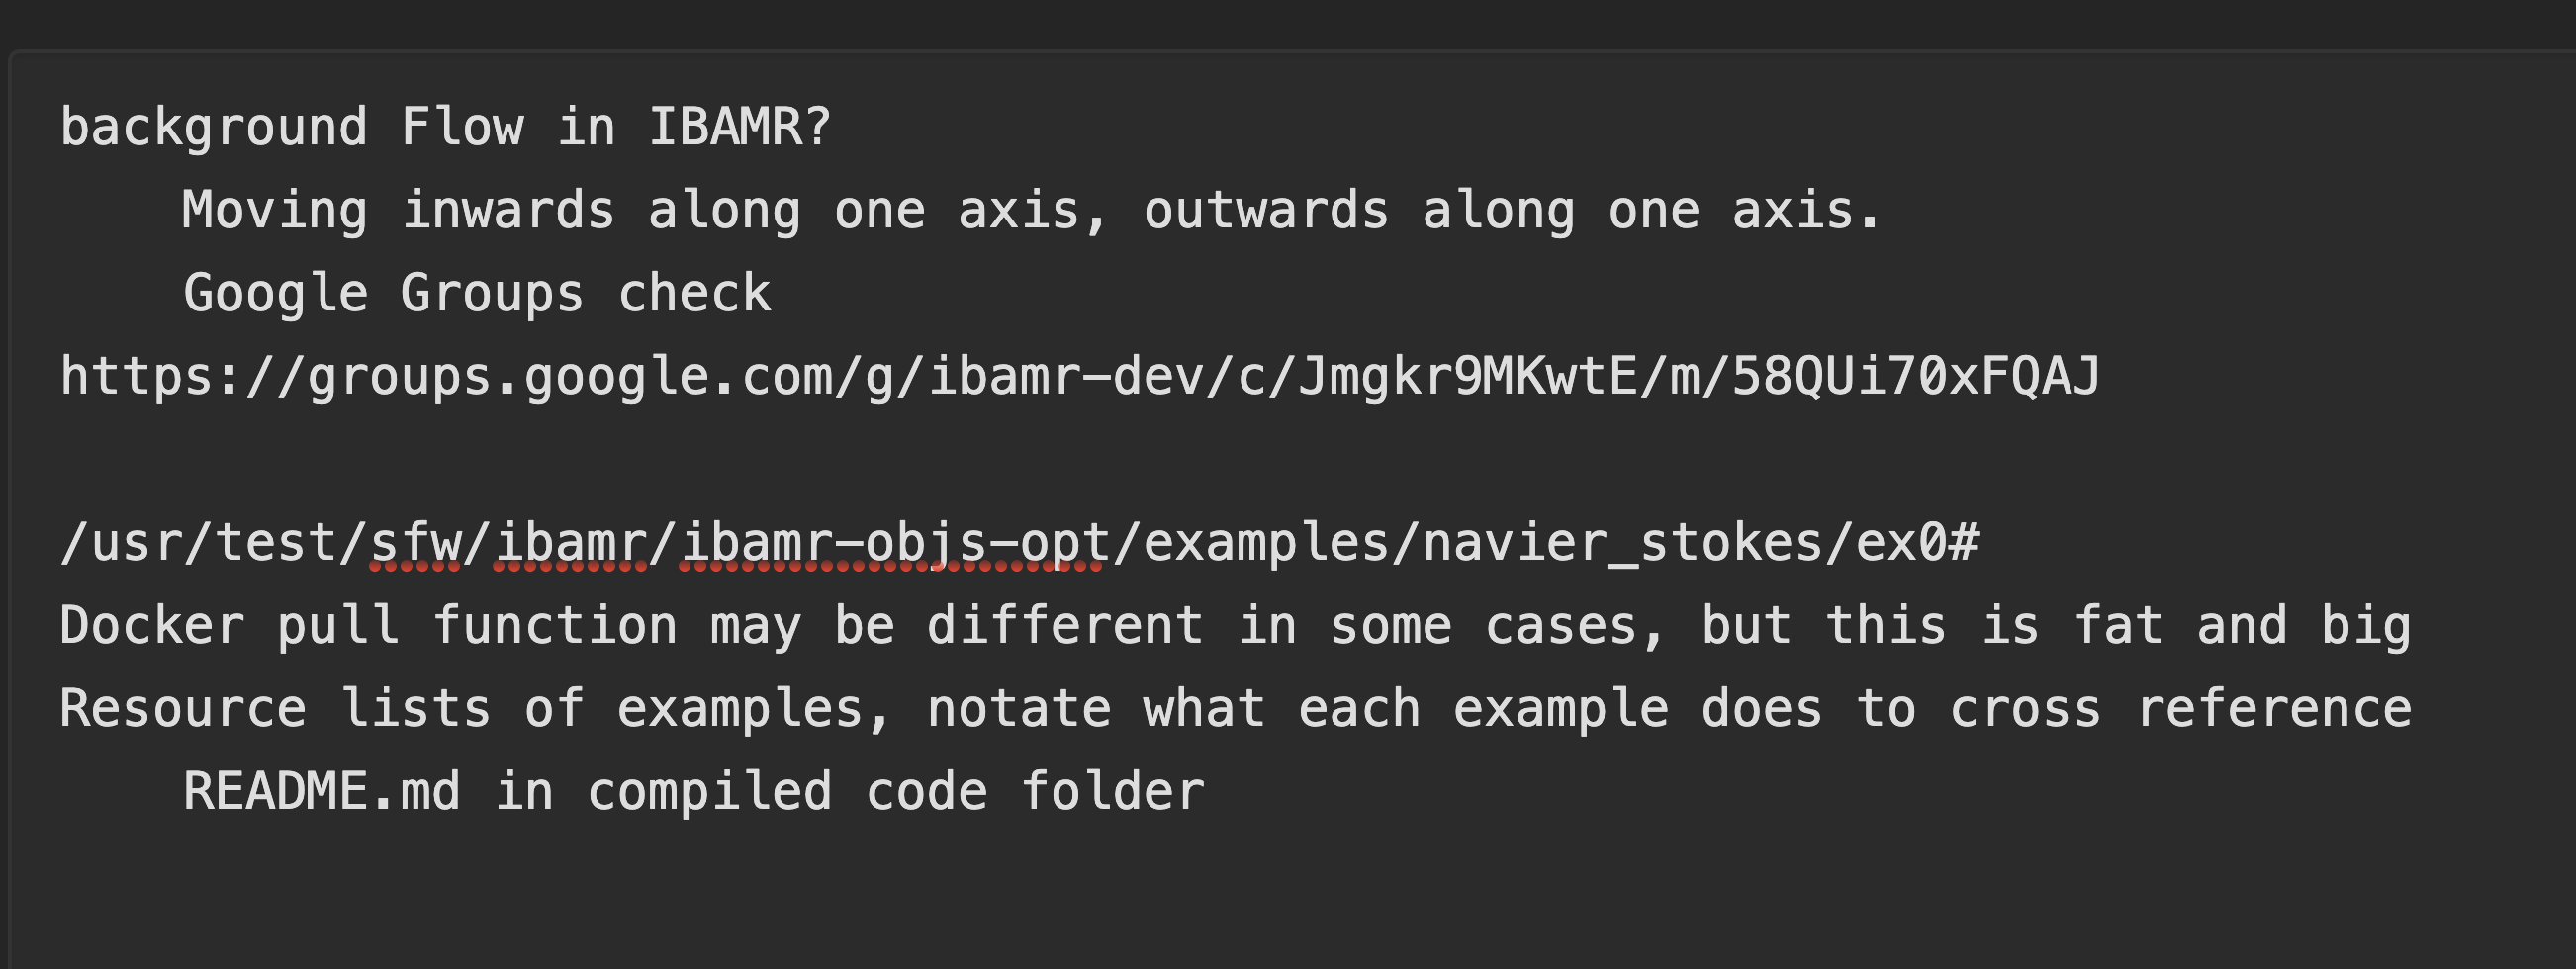 background Flow in IBAMR?
Moving inwards along one axis, outwards along one axis.
Google Groups check
https://groups.google.com/g/ibamr-dev/c/Jmgkr9MKwtE/m/58QUi70xFQAJ
/usr/test/sfw/ibamr/ibamr-objs-opt/examples/navier_stokes/ex0#
Docker pull function may be different in some cases, but this is fat and big
Resource lists of examples, notate what each example does to cross reference
README.md in compiled code folder